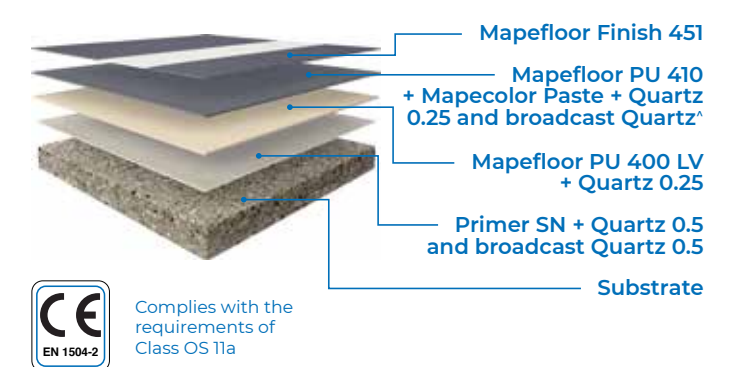 Mapefloor Finish 451
Mapefloor PU 410
+ Mapecolor Paste + Quartz
0.25 and broadcast Quartz^
Mapefloor PU 400 LV
+ Quartz 0.25
Primer SN + Quartz 0.5
and broadcast Quartz 0.5
Substrate
CE
EN 1504-2
Complies with the
requirements of
Class OS 11a